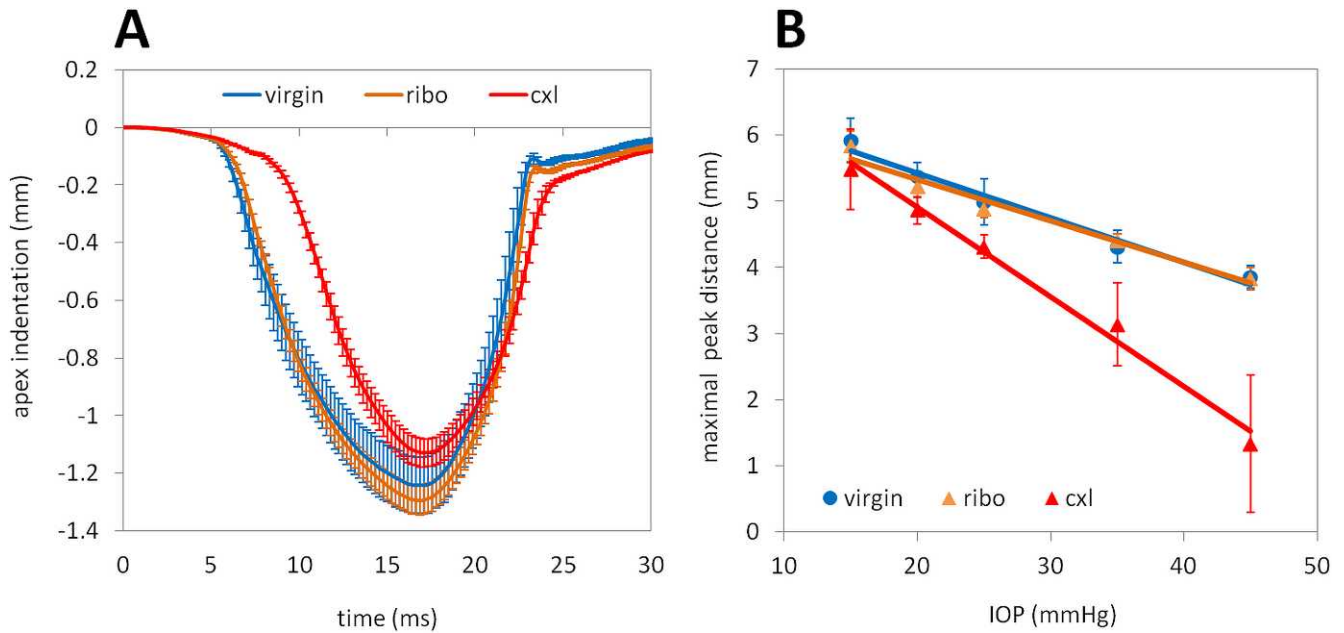 A
0.2
0
-0.2
-0.4
-0.6
-0.8
-1
-1.2
-1.4
apex indentation (mm)
virgin ribo cxl
0 5 10 15 20 25 30
time (ms)
B
7
6
5
4
3
2
1
0
maximal peak distance (mm)
virgin ribo cxl
10 20 30 40 50
IOP (mmHg)